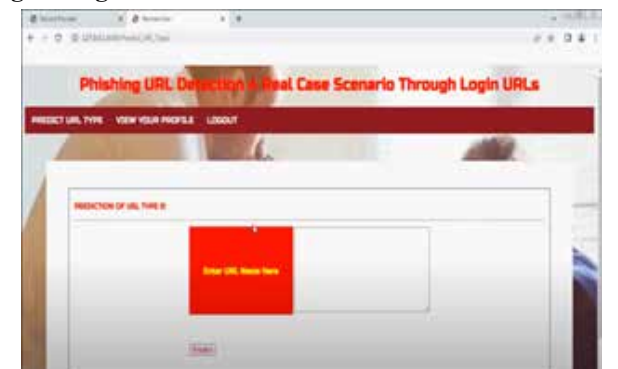 Phishing URL Detection A Real Case Scenario Through Login URLs
PREDICT URL TYPE VIEW YOUR PROFILE LOGOUT
PREDICTION OF URL TYPE
Enter URL Name Here
Predict